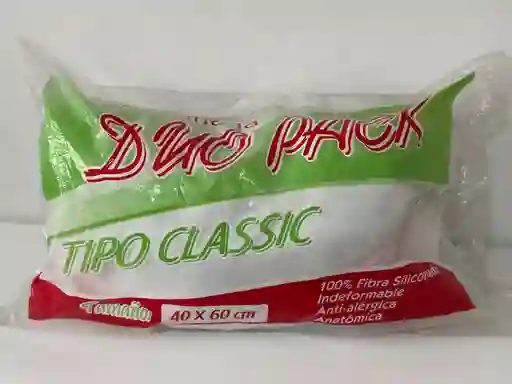 DUO PACK
TIPO CLASSIC
Tamaño:
40 X 60 cm
100% Fibra Siliconada
Indeformable
Anti-alérgica
Anatómica